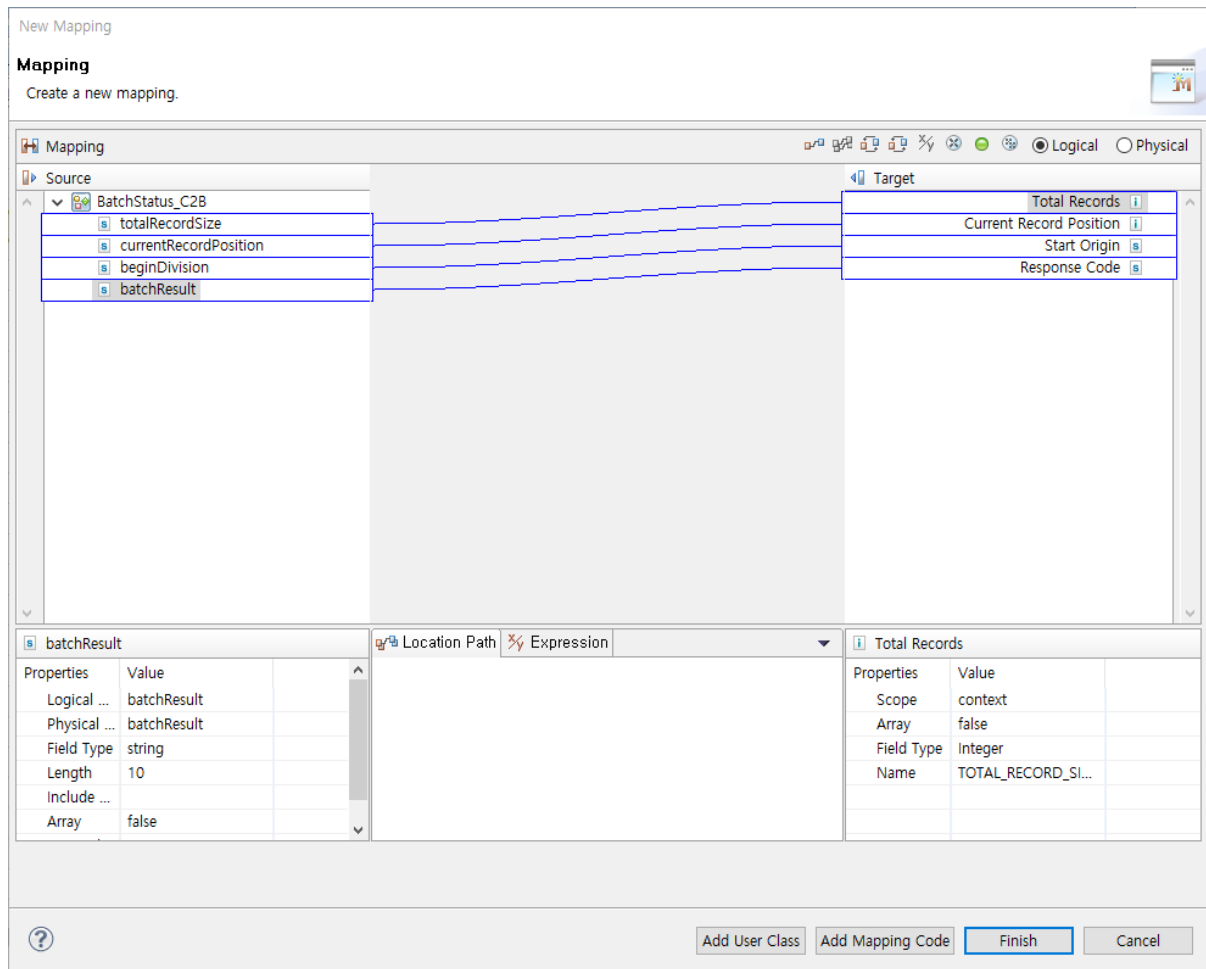 New Mapping
Mapping
Create a new mapping.
Mapping
Logical
Physical
Source
Target
BatchStatus_C2B
totalRecordSize
currentRecordPosition
beginDivision
batchResult
Total Records
Current Record Position
Start Origin
Response Code
batchResult
Properties Value
Logical ... batchResult
Physical ... batchResult
Field Type string
Length 10
Include ...
Array false
Location Path
Expression
Total Records
Properties Value
Scope context
Array false
Field Type Integer
Name TOTAL_RECORD_SI...
Add User Class
Add Mapping Code
Finish
Cancel